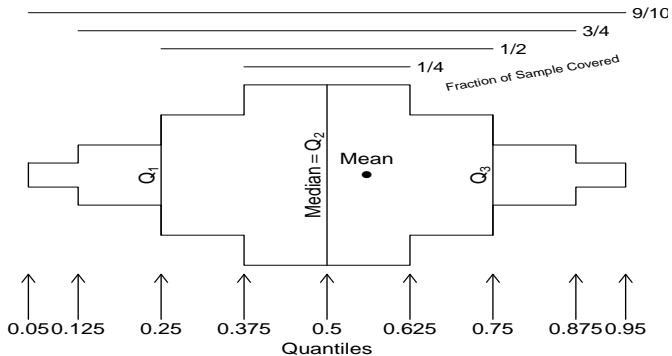 9/10
3/4
1/2
1/4
Fraction of Sample Covered
Q1
Median = Q2
Mean
Q3
0.05 0.125 0.25 0.375 0.5 0.625 0.75 0.875 0.95
Quantiles